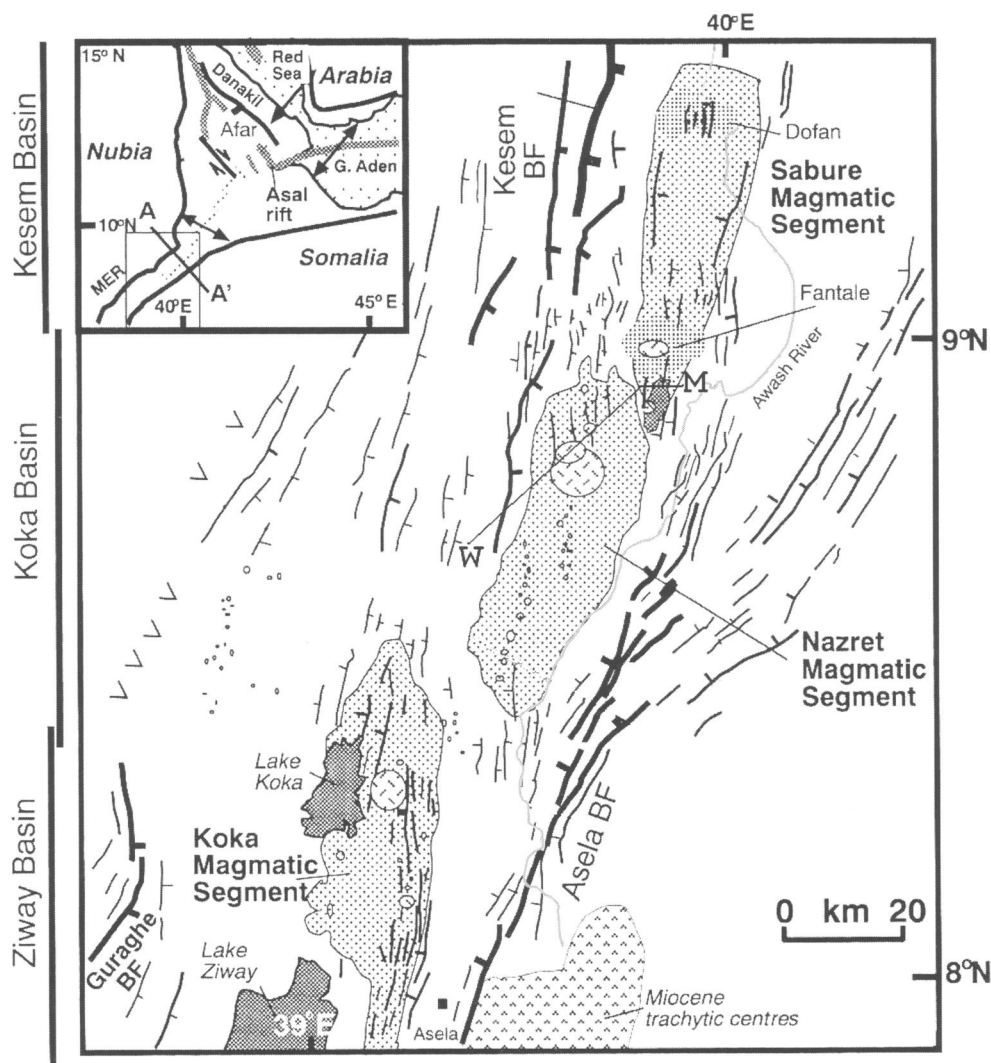 40°E
15° N
Red
Sea
Arabia
Danakil
Afar
Nubia
G. Aden
Asal
rift
A
10°N
Somalia
MER
A'
40°E
45° E
Kesem Basin
Koka Basin
Ziway Basin
Kesem
BF
Dofan
Sabure
Magmatic
Segment
Fantale
9°N
Awash River
M
W
Nazret
Magmatic
Segment
Lake
Koka
Koka
Magmatic
Segment
Asela BF
0 km 20
Guraghe
BF
Lake
Ziway
39°E
Asela
8°N
Miocene
trachytic centres